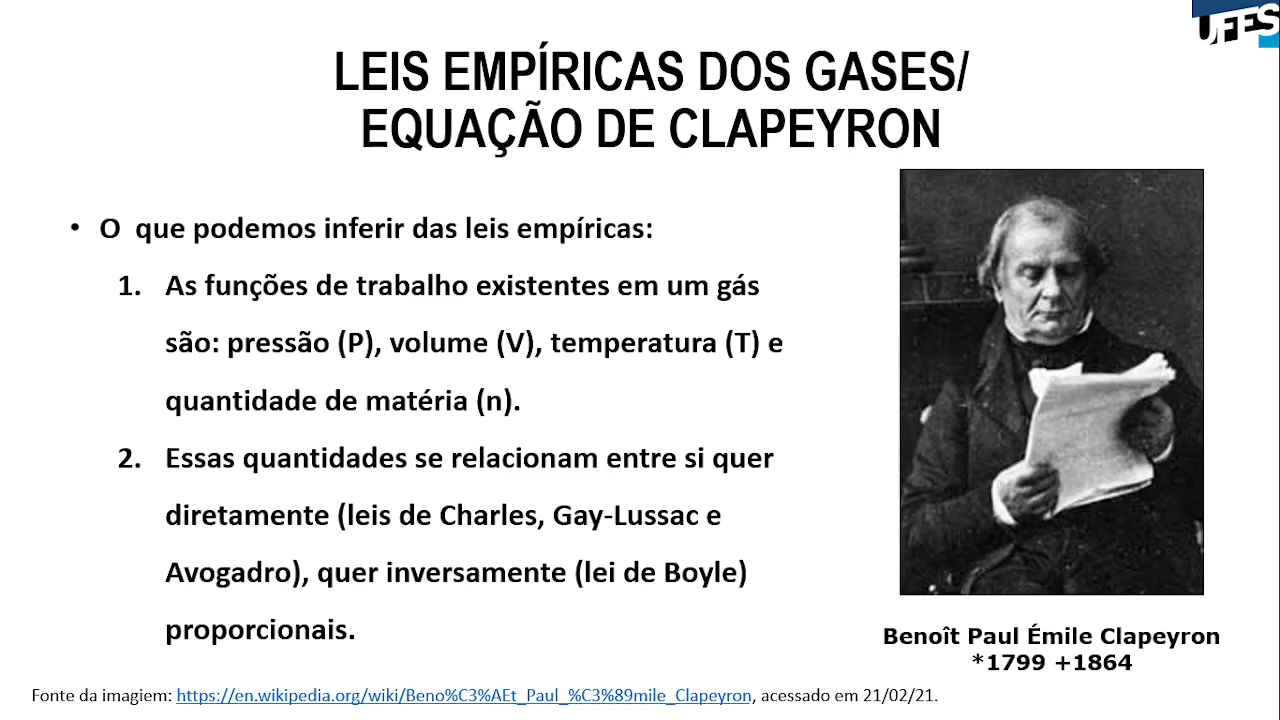 UFES
LEIS EMPÍRICAS DOS GASES/
EQUAÇÃO DE CLAPEYRON
• O que podemos inferir das leis empíricas:
1. As funções de trabalho existentes em um gás
são: pressão (P), volume (V), temperatura (T) e
quantidade de matéria (n).
2. Essas quantidades se relacionam entre si quer
diretamente (leis de Charles, Gay-Lussac e
Avogadro), quer inversamente (lei de Boyle)
proporcionais.
Benoît Paul Émile Clapeyron
*1799 +1864
Fonte da imagiem: https://en.wikipedia.org/wiki/Beno%C3%AEt_Paul_%C3%89mile_Clapeyron, acessado em 21/02/21.